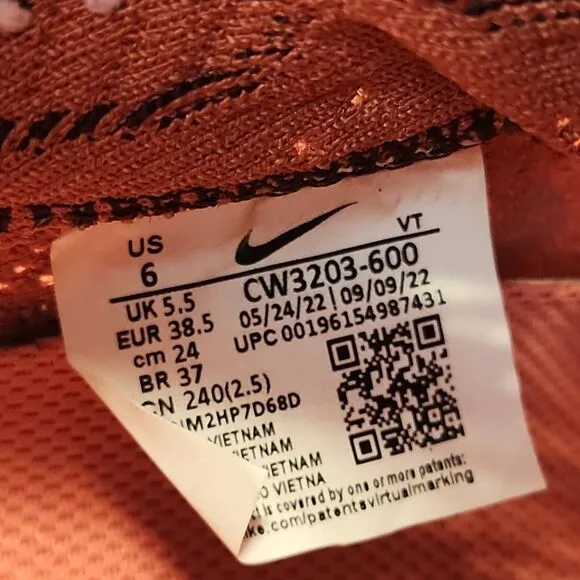 US
6
VT
UK 5.5
EUR 38.5
cm 24
BR 37
CN 240(2.5)
CW3203-600
05/24/22 | 09/09/22
UPC 00196154987431
M2HP7D68D
VIETNAM
VIETNAM
VIETNA
is covered by one or more patents:
.com/patentsvirtualmarking